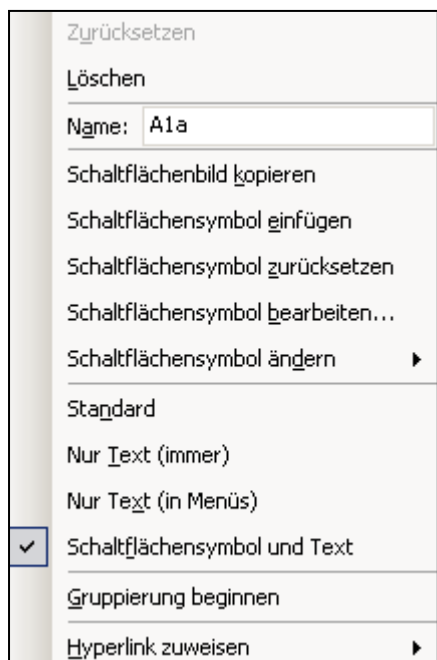 Zurücksetzen
Löschen
Name: A1a
Schaltflächenbild kopieren
Schaltflächensymbol einfügen
Schaltflächensymbol zurücksetzen
Schaltflächensymbol bearbeiten...
Schaltflächensymbol ändern
Standard
Nur Text (immer)
Nur Text (in Menüs)
Schaltflächensymbol und Text
Gruppierung beginnen
Hyperlink zuweisen